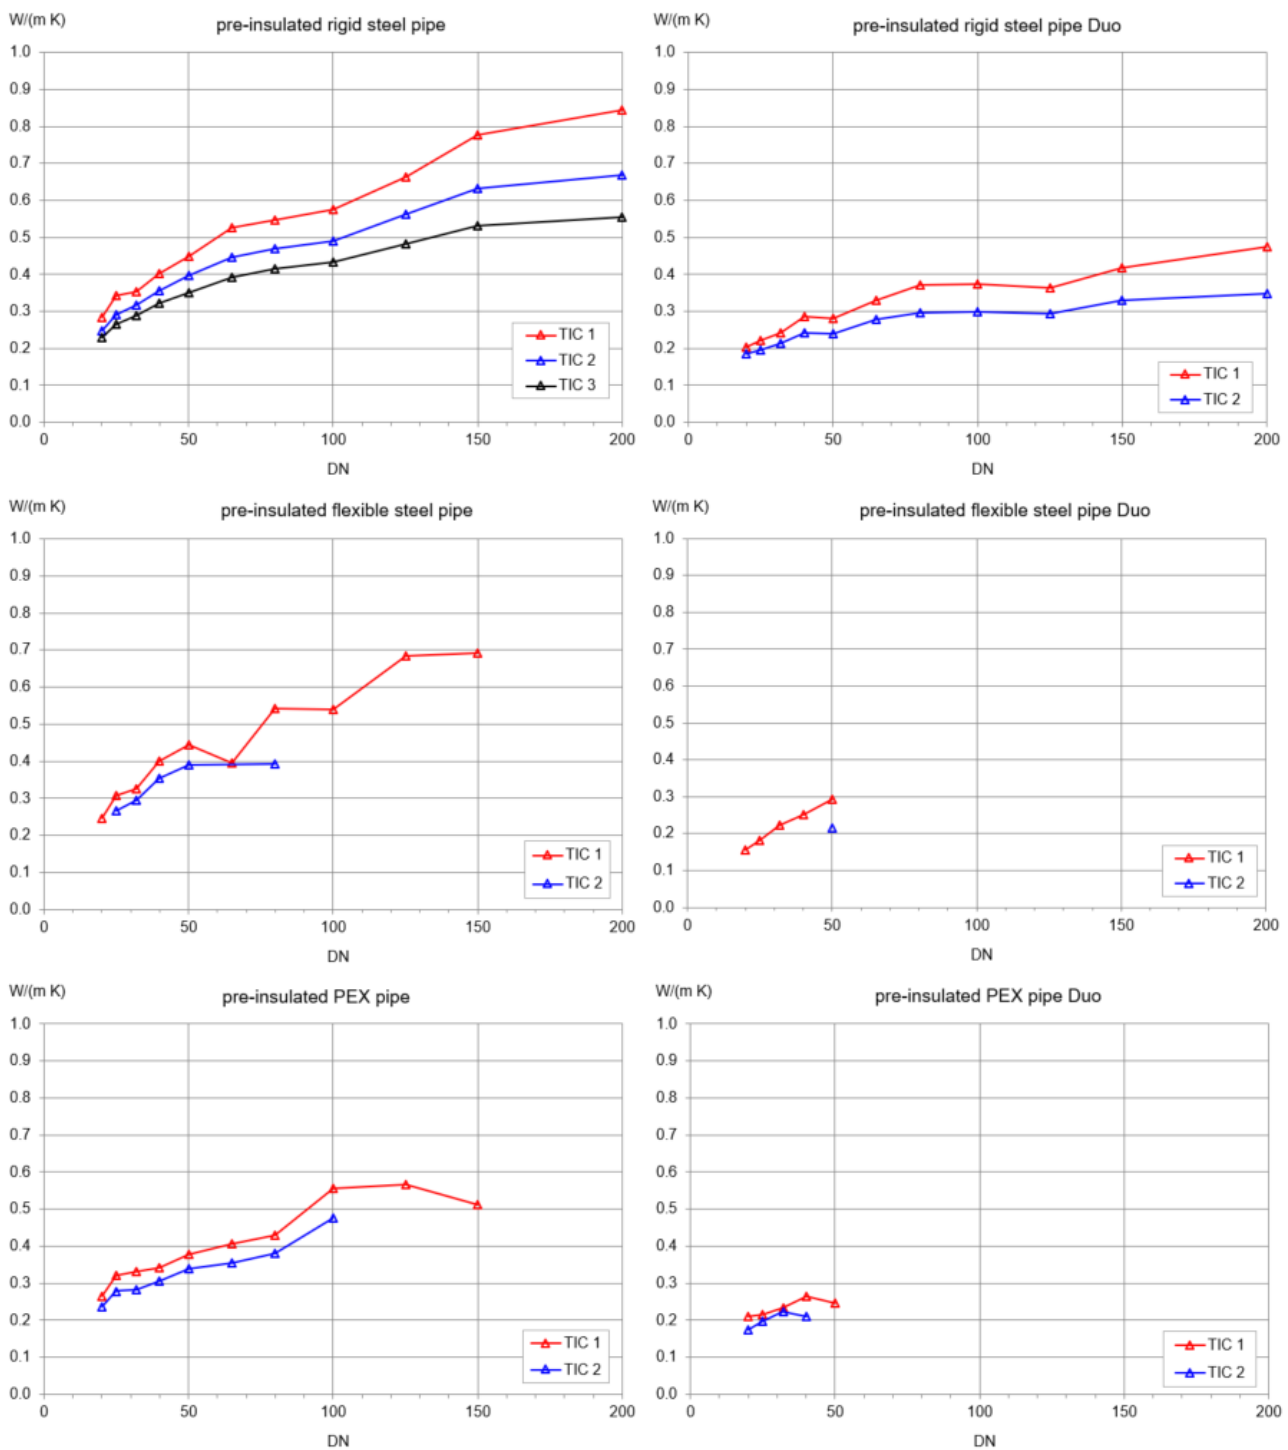 W/(m K)
pre-insulated rigid steel pipe
1.0
0.9
0.8
0.7
0.6
0.5
0.4
0.3
0.2
0.1
0.0
TIC 1
TIC 2
TIC 3
0 50 100 150 200
DN
W/(m K)
pre-insulated rigid steel pipe Duo
1.0
0.9
0.8
0.7
0.6
0.5
0.4
0.3
0.2
0.1
0.0
TIC 1
TIC 2
0 50 100 150 200
DN
W/(m K)
pre-insulated flexible steel pipe
1.0
0.9
0.8
0.7
0.6
0.5
0.4
0.3
0.2
0.1
0.0
TIC 1
TIC 2
0 50 100 150 200
DN
W/(m K)
pre-insulated flexible steel pipe Duo
1.0
0.9
0.8
0.7
0.6
0.5
0.4
0.3
0.2
0.1
0.0
TIC 1
TIC 2
0 50 100 150 200
DN
W/(m K)
pre-insulated PEX pipe
1.0
0.9
0.8
0.7
0.6
0.5
0.4
0.3
0.2
0.1
0.0
TIC 1
TIC 2
0 50 100 150 200
DN
W/(m K)
pre-insulated PEX pipe Duo
1.0
0.9
0.8
0.7
0.6
0.5
0.4
0.3
0.2
0.1
0.0
TIC 1
TIC 2
0 50 100 150 200
DN